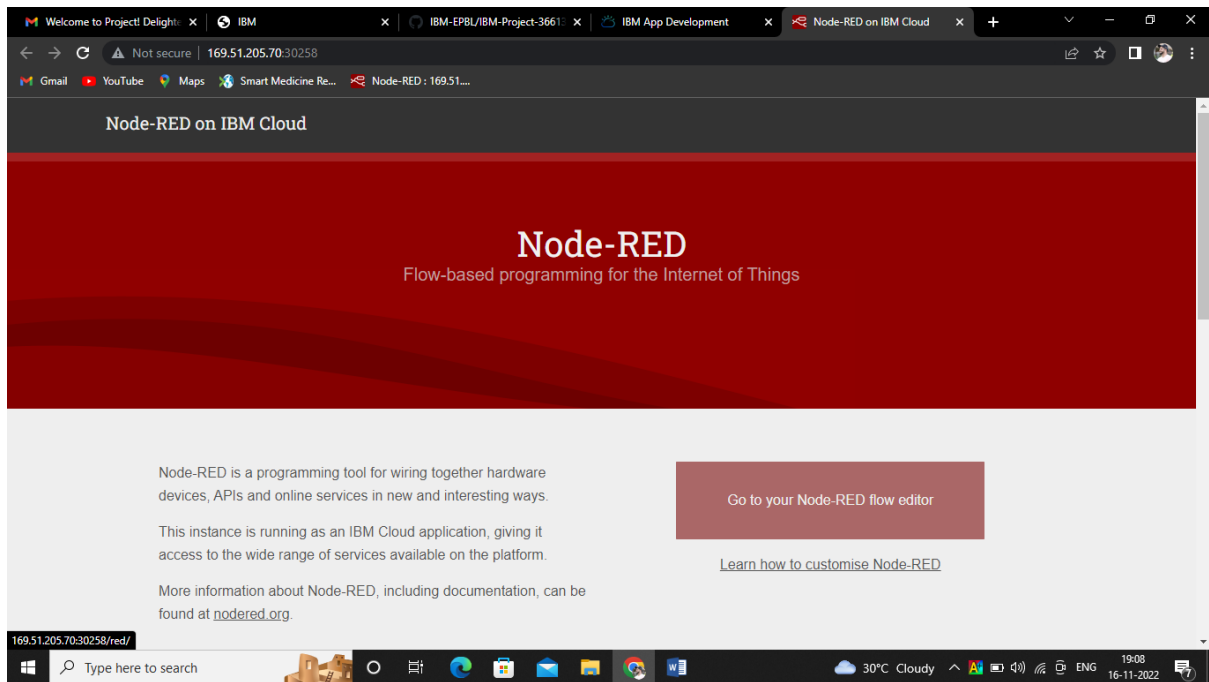 Welcome to Project! Delighte
IBM
IBM-EPBL/IBM-Project-36613
IBM App Development
Node-RED on IBM Cloud
Not secure | 169.51.205.70:30258
Gmail YouTube Maps Smart Medicine Re... Node-RED : 169.51....
Node-RED on IBM Cloud
Node-RED
Flow-based programming for the Internet of Things
Node-RED is a programming tool for wiring together hardware
devices, APIs and online services in new and interesting ways.
This instance is running as an IBM Cloud application, giving it
access to the wide range of services available on the platform.
More information about Node-RED, including documentation, can be
found at nodered.org.
Go to your Node-RED flow editor
Learn how to customise Node-RED
169.51.205.70:30258/red/
Type here to search
30°C Cloudy
ENG
19:08
16-11-2022
7